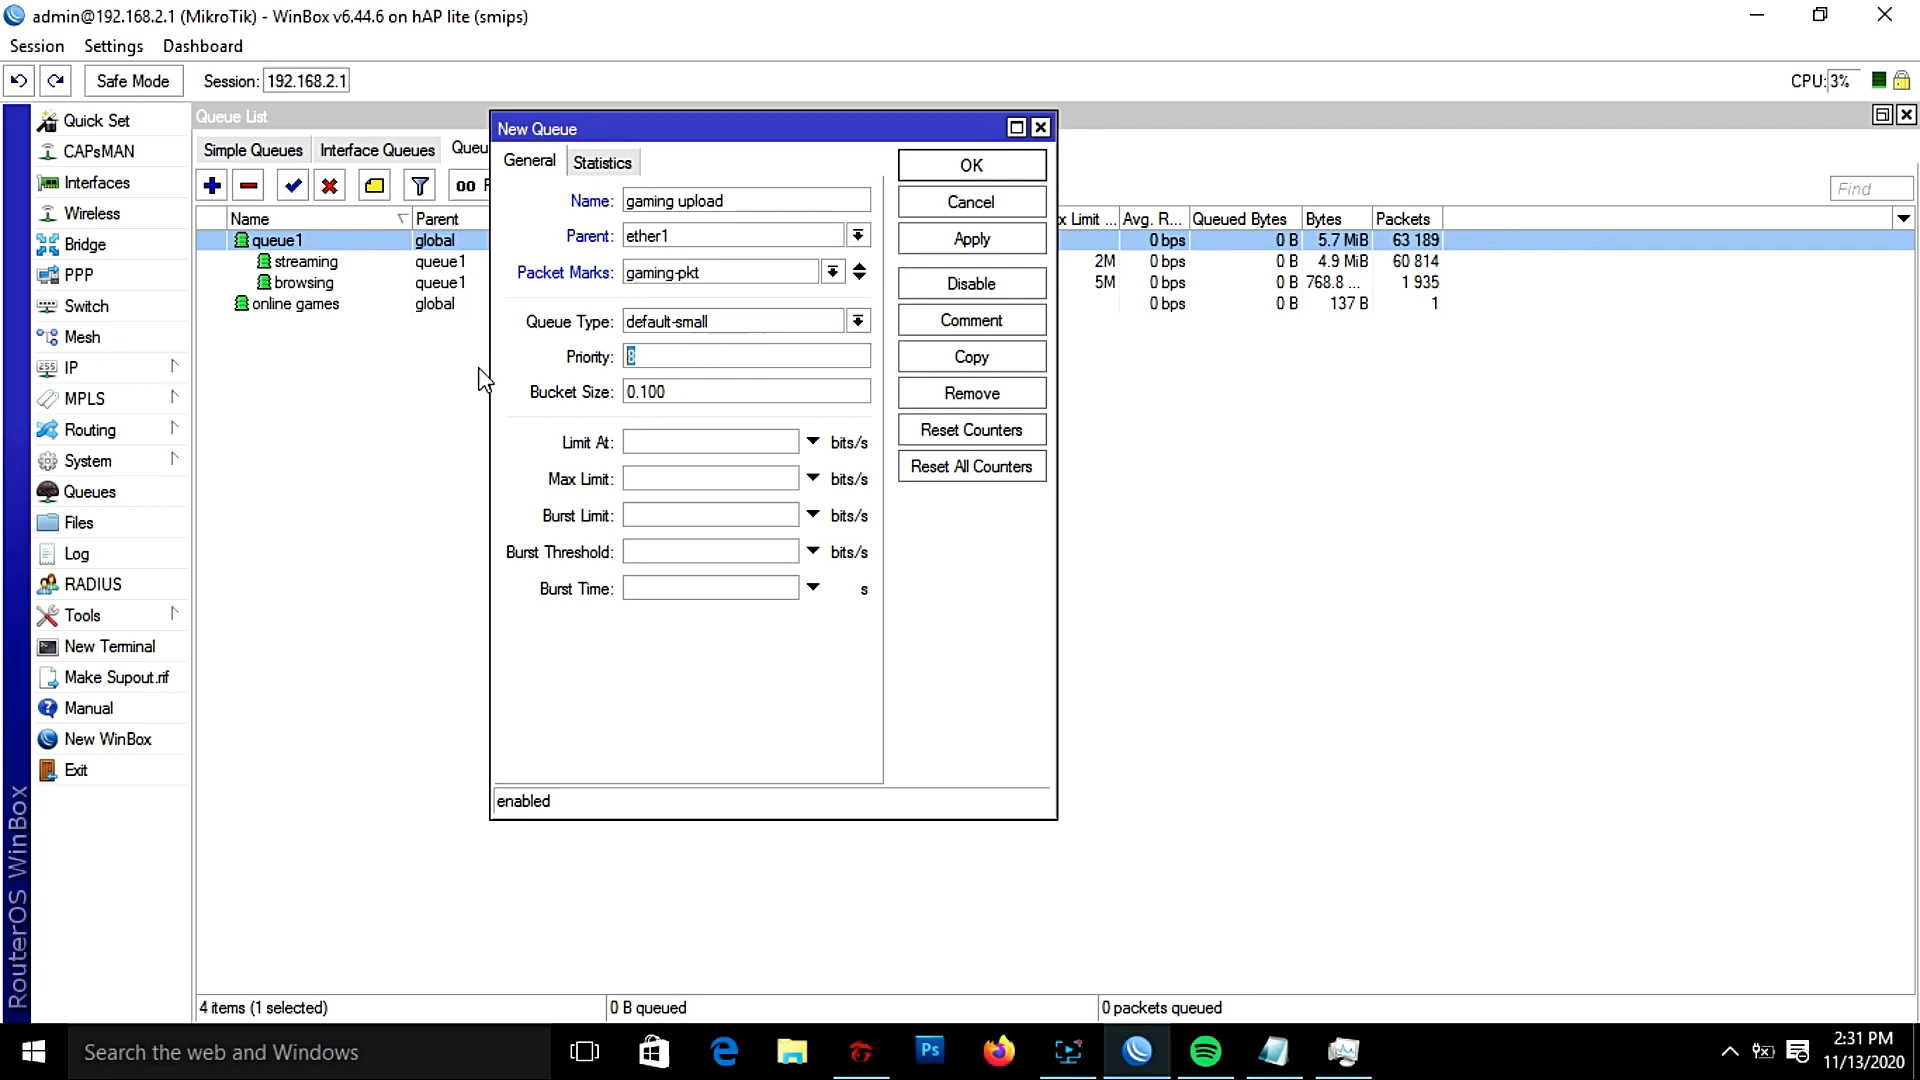 admin@192.168.2.1 (MikroTik) - WinBox v6.44.6 on hAP lite (smips)
Session Settings Dashboard
Safe Mode Session: 192.168.2.1 CPU: 3%
Quick Set
CAPsMAN
Interfaces
Wireless
Bridge
PPP
Switch
Mesh
IP
MPLS
Routing
System
Queues
Files
Log
RADIUS
Tools
New Terminal
Make Supout.rif
Manual
New WinBox
Exit
RouterOS WinBox
Queue List
Simple Queues Interface Queues Queu
Find
Name Parent x Limit ... Avg. R... Queued Bytes Bytes Packets
queue1 global 0 bps 0 B 5.7 MiB 63 189
streaming queue1 2M 0 bps 0 B 4.9 MiB 60 814
browsing queue1 5M 0 bps 0 B 768.8 ... 1 935
online games global 0 bps 0 B 137 B 1
New Queue
General Statistics
Name: gaming upload
Parent: ether1
Packet Marks: gaming-pkt
Queue Type: default-small
Priority: 8
Bucket Size: 0.100
Limit At: bits/s
Max Limit: bits/s
Burst Limit: bits/s
Burst Threshold: bits/s
Burst Time: s
OK
Cancel
Apply
Disable
Comment
Copy
Remove
Reset Counters
Reset All Counters
enabled
4 items (1 selected) 0 B queued 0 packets queued
Search the web and Windows
Ps
2:31 PM
11/13/2020